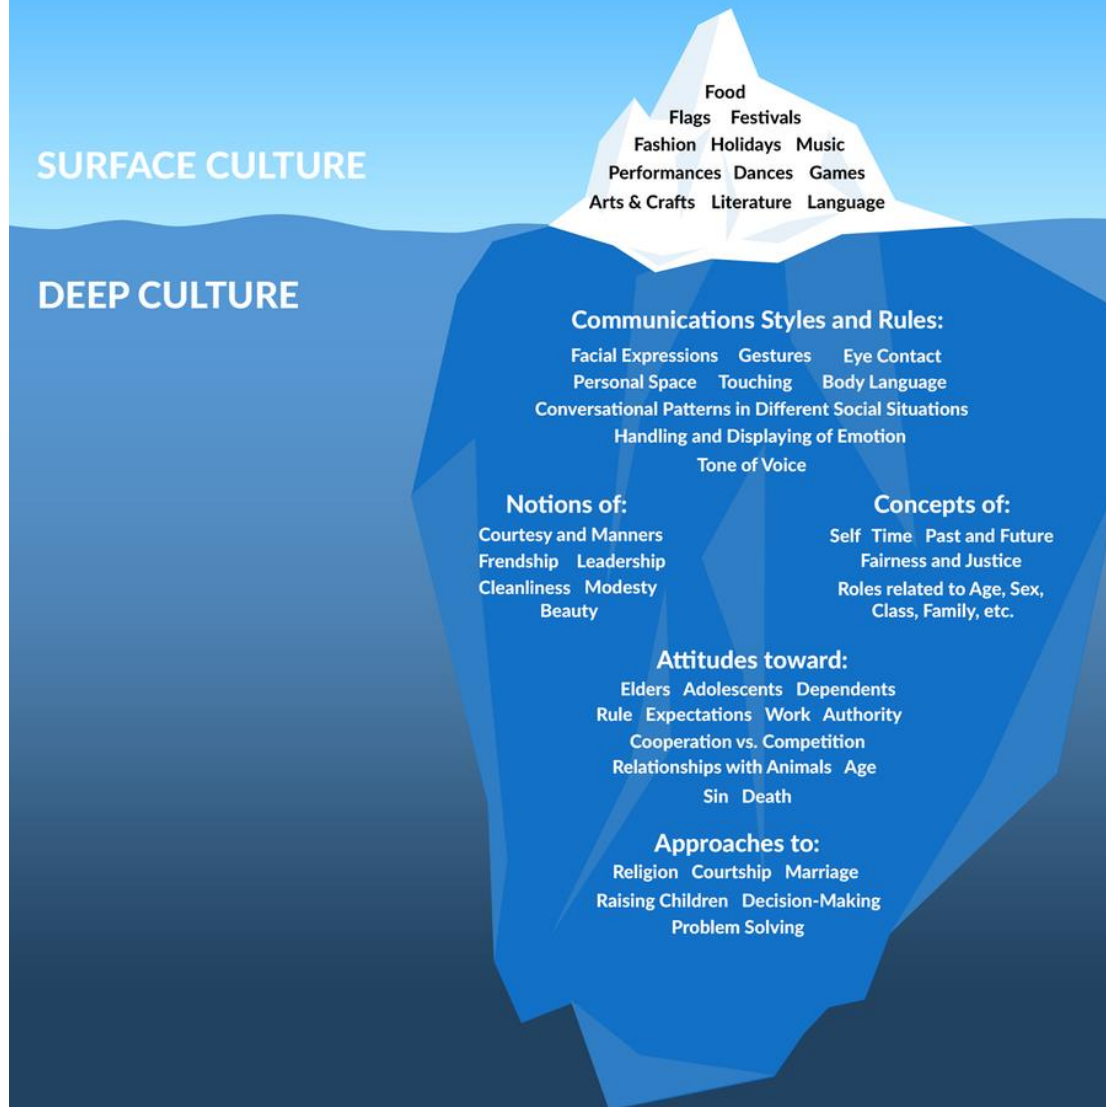 Food
Flags Festivals
Fashion Holidays Music
Performances Dances Games
Arts & Crafts Literature Language
SURFACE CULTURE
DEEP CULTURE
Communications Styles and Rules:
Facial Expressions Gestures Eye Contact
Personal Space Touching Body Language
Conversational Patterns in Different Social Situations
Handling and Displaying of Emotion
Tone of Voice
Notions of:
Courtesy and Manners
Frendship Leadership
Cleanliness Modesty
Beauty
Concepts of:
Self Time Past and Future
Fairness and Justice
Roles related to Age, Sex,
Class, Family, etc.
Attitudes toward:
Elders Adolescents Dependents
Rule Expectations Work Authority
Cooperation vs. Competition
Relationships with Animals Age
Sin Death
Approaches to:
Religion Courtship Marriage
Raising Children Decision-Making
Problem Solving